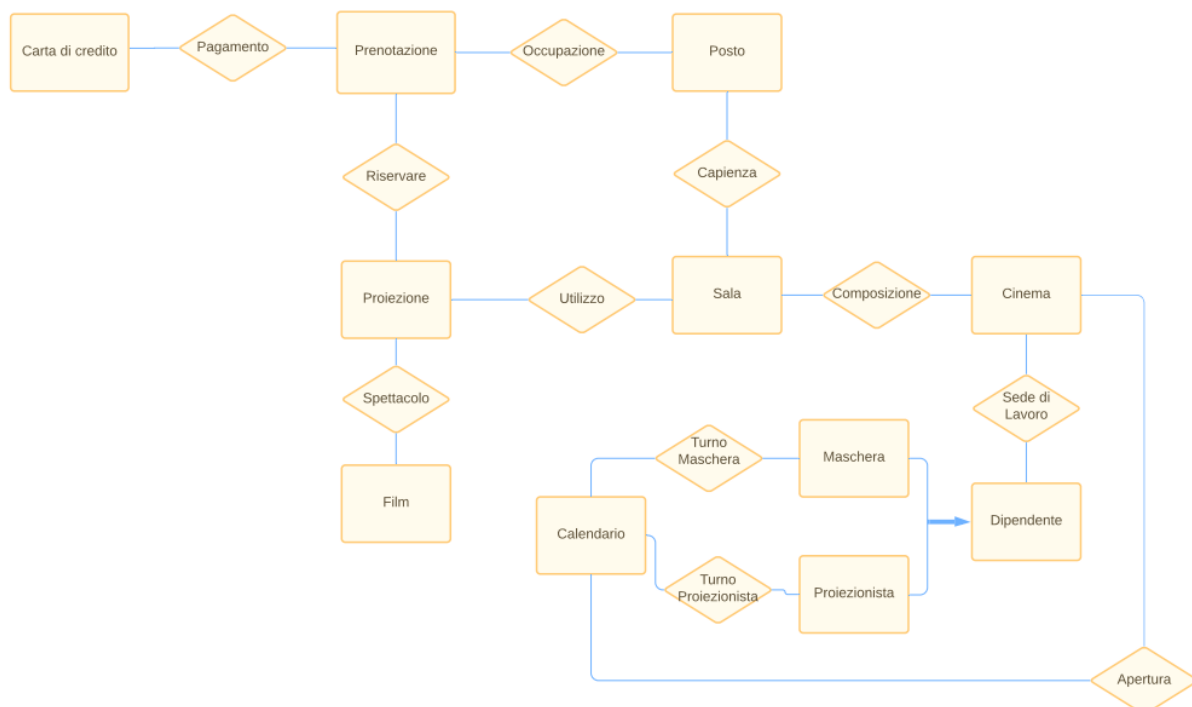 Carta di credito
Pagamento
Prenotazione
Occupazione
Posto
Riservare
Capienza
Proiezione
Utilizzo
Sala
Composizione
Cinema
Spettacolo
Sede di
Lavoro
Turno
Maschera
Maschera
Film
Calendario
Dipendente
Turno
Proiezionista
Proiezionista
Apertura